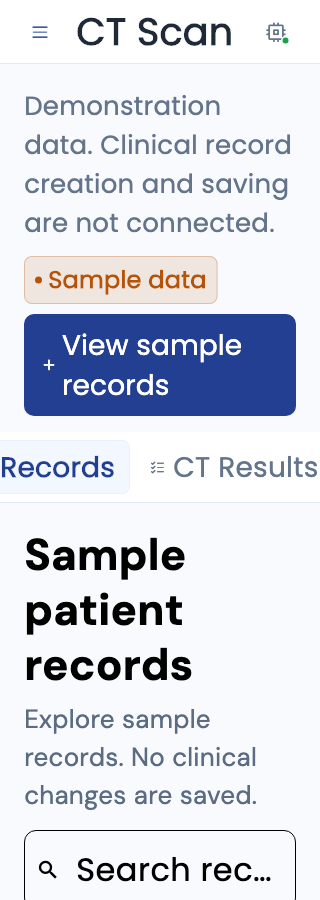 CT Scan
Demonstration
data. Clinical record
creation and saving
are not connected.
• Sample data
+ View sample
records
Records
CT Results
Sample
patient
records
Explore sample
records. No clinical
changes are saved.
Search rec...